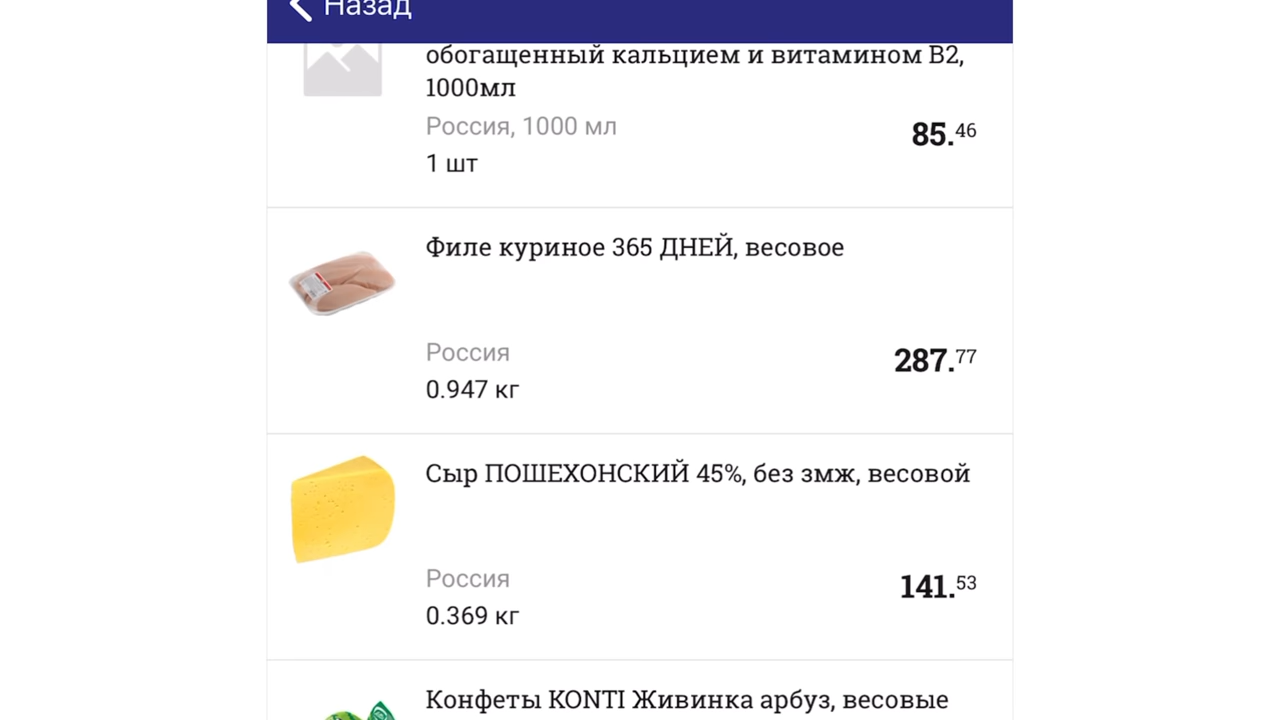 Назад
обогащенный кальцием и витамином B2,
1000мл
Россия, 1000 мл
85.46
1 шт
Филе куриное 365 ДНЕЙ, весовое
Россия
287.77
0.947 кг
Сыр ПОШЕХОНСКИЙ 45%, без змж, весовой
Россия
141.53
0.369 кг
Конфеты KONTI Живинка арбуз, весовые